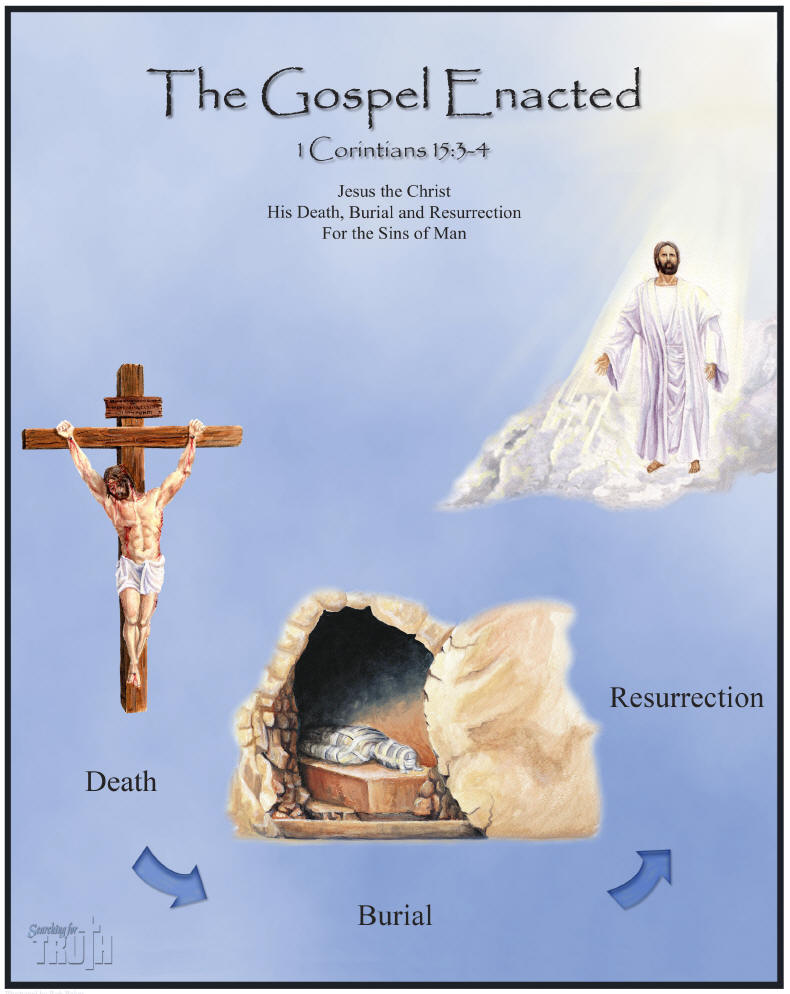 The Gospel Enacted
1 Corinthians 15:3-4
Jesus the Christ
His Death, Burial and Resurrection
For the Sins of Man
Resurrection
Death
Burial
Searching for
TRUTH